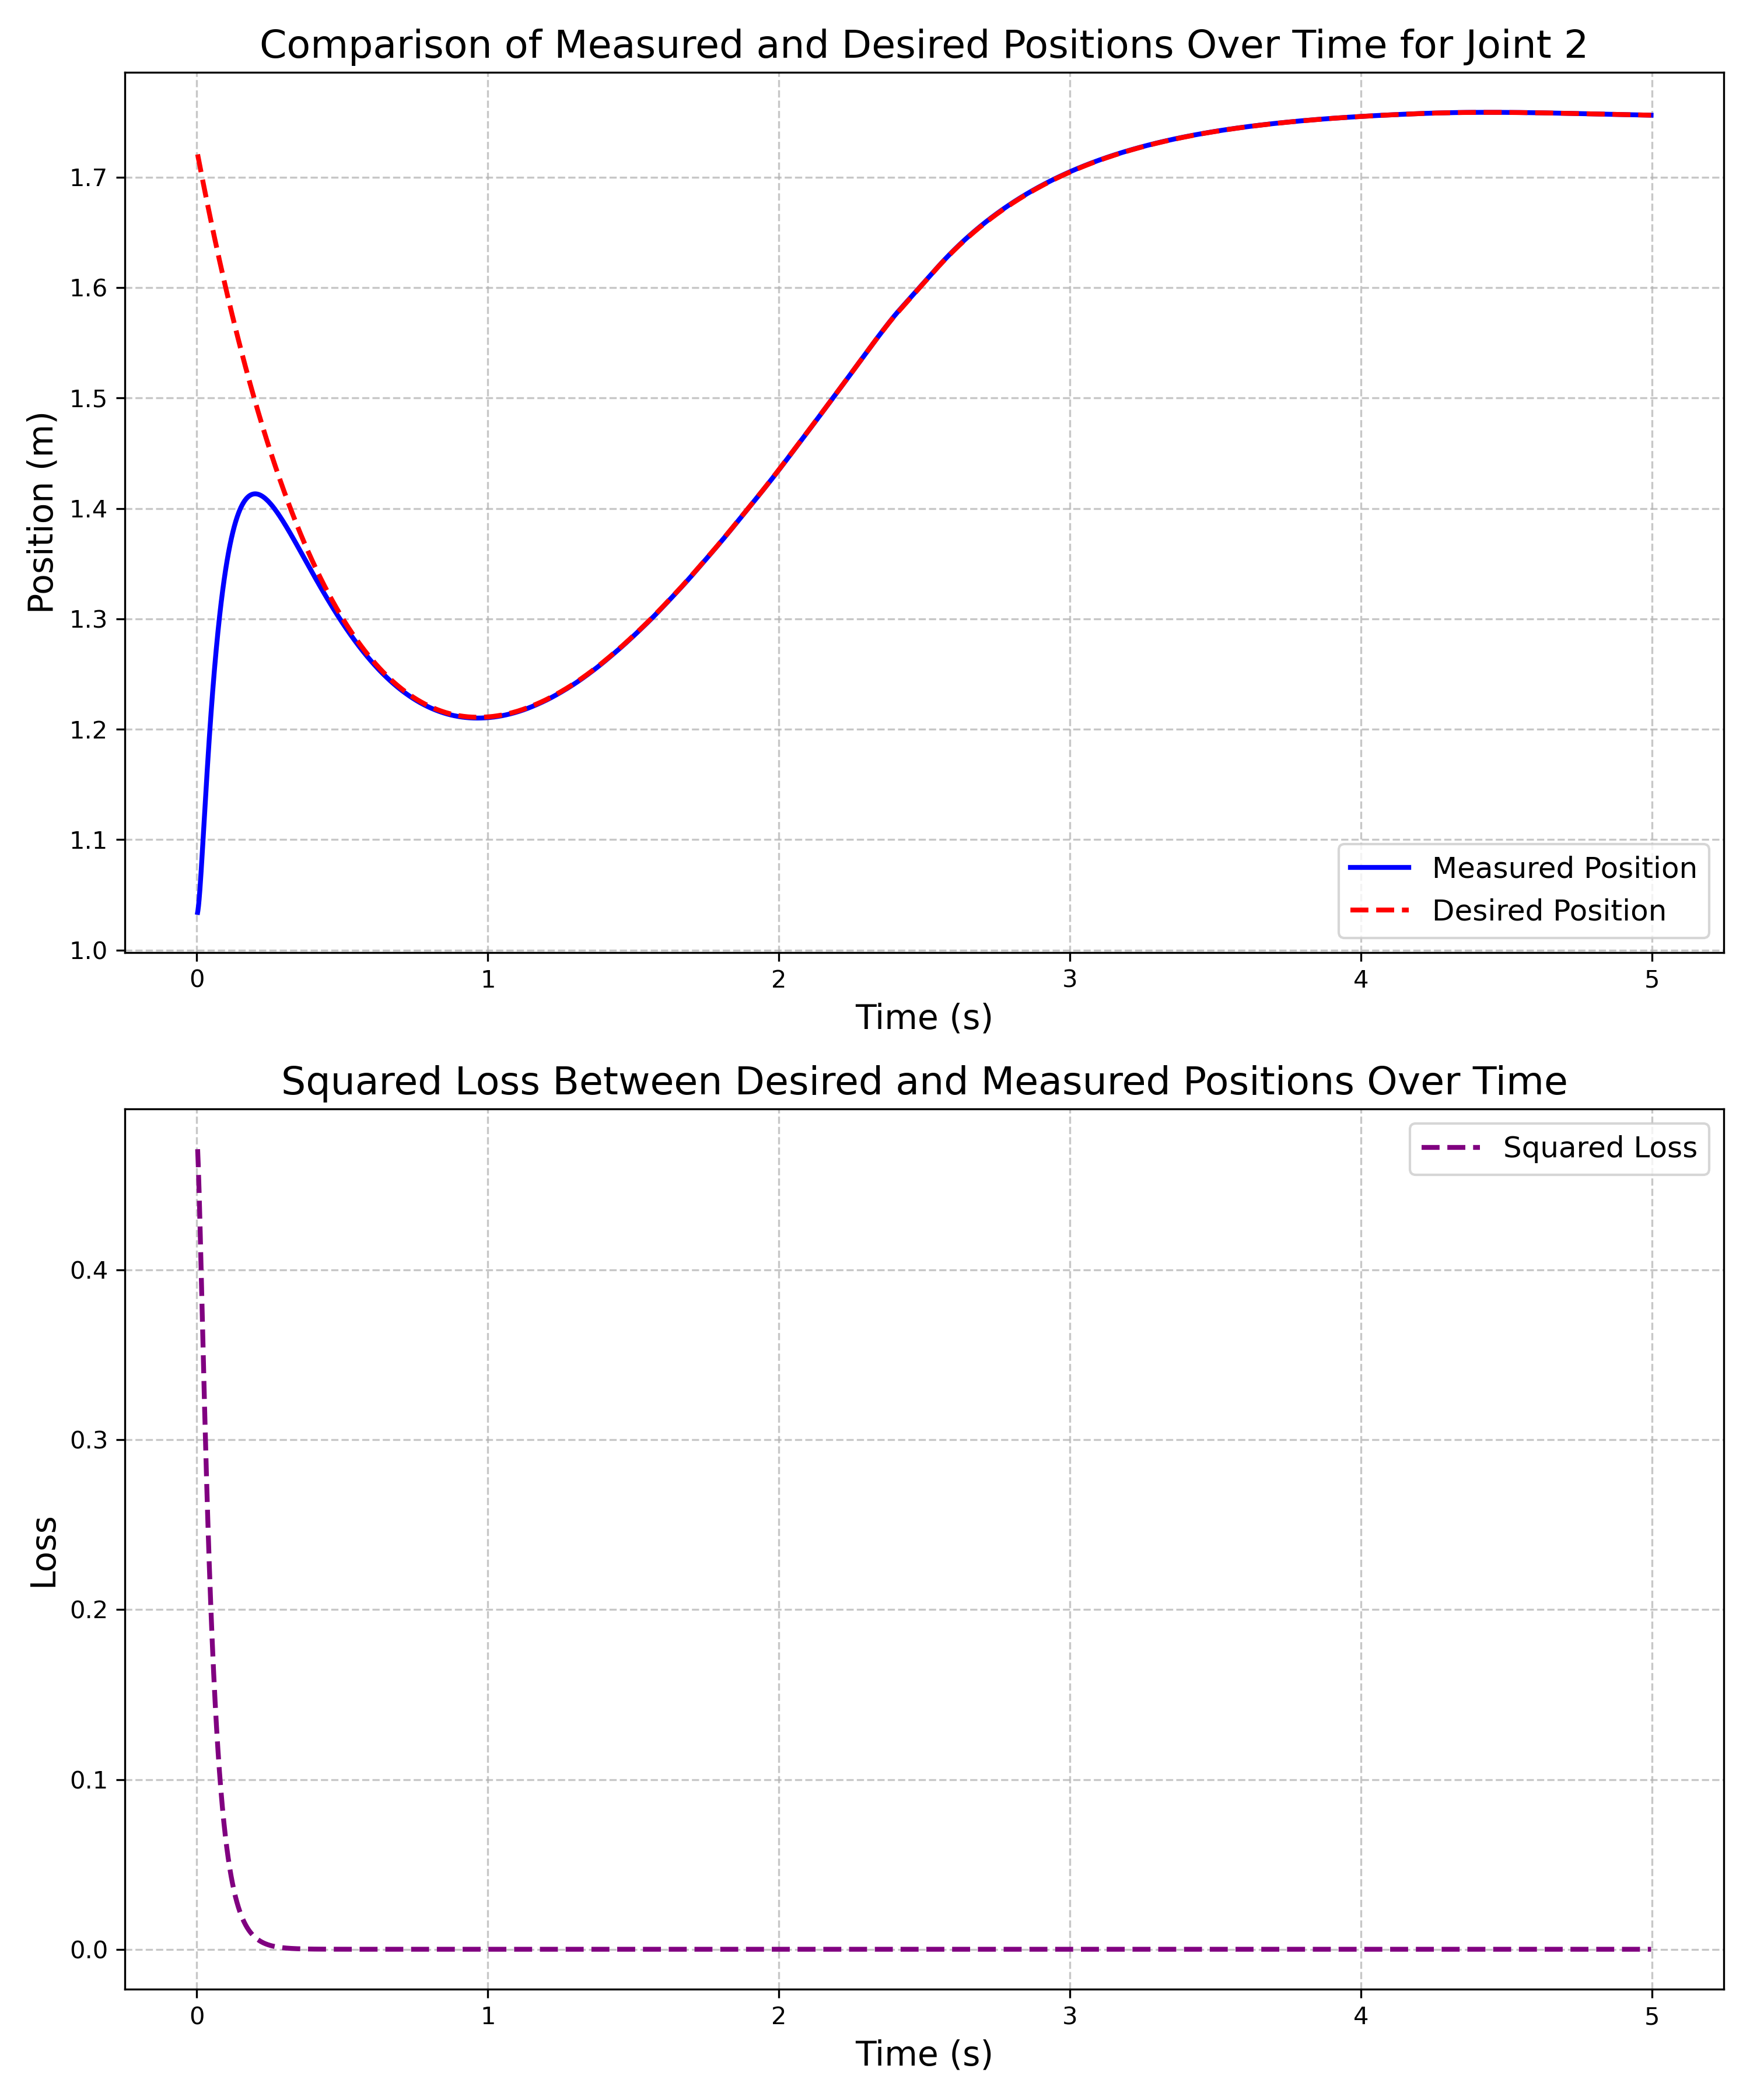 Comparison of Measured and Desired Positions Over Time for Joint 2
Position (m)
1.7
1.6
1.5
1.4
1.3
1.2
1.1
1.0
Measured Position
Desired Position
0 1 2 3 4 5
Time (s)
Squared Loss Between Desired and Measured Positions Over Time
Squared Loss
Loss
0.4
0.3
0.2
0.1
0.0
0 1 2 3 4 5
Time (s)